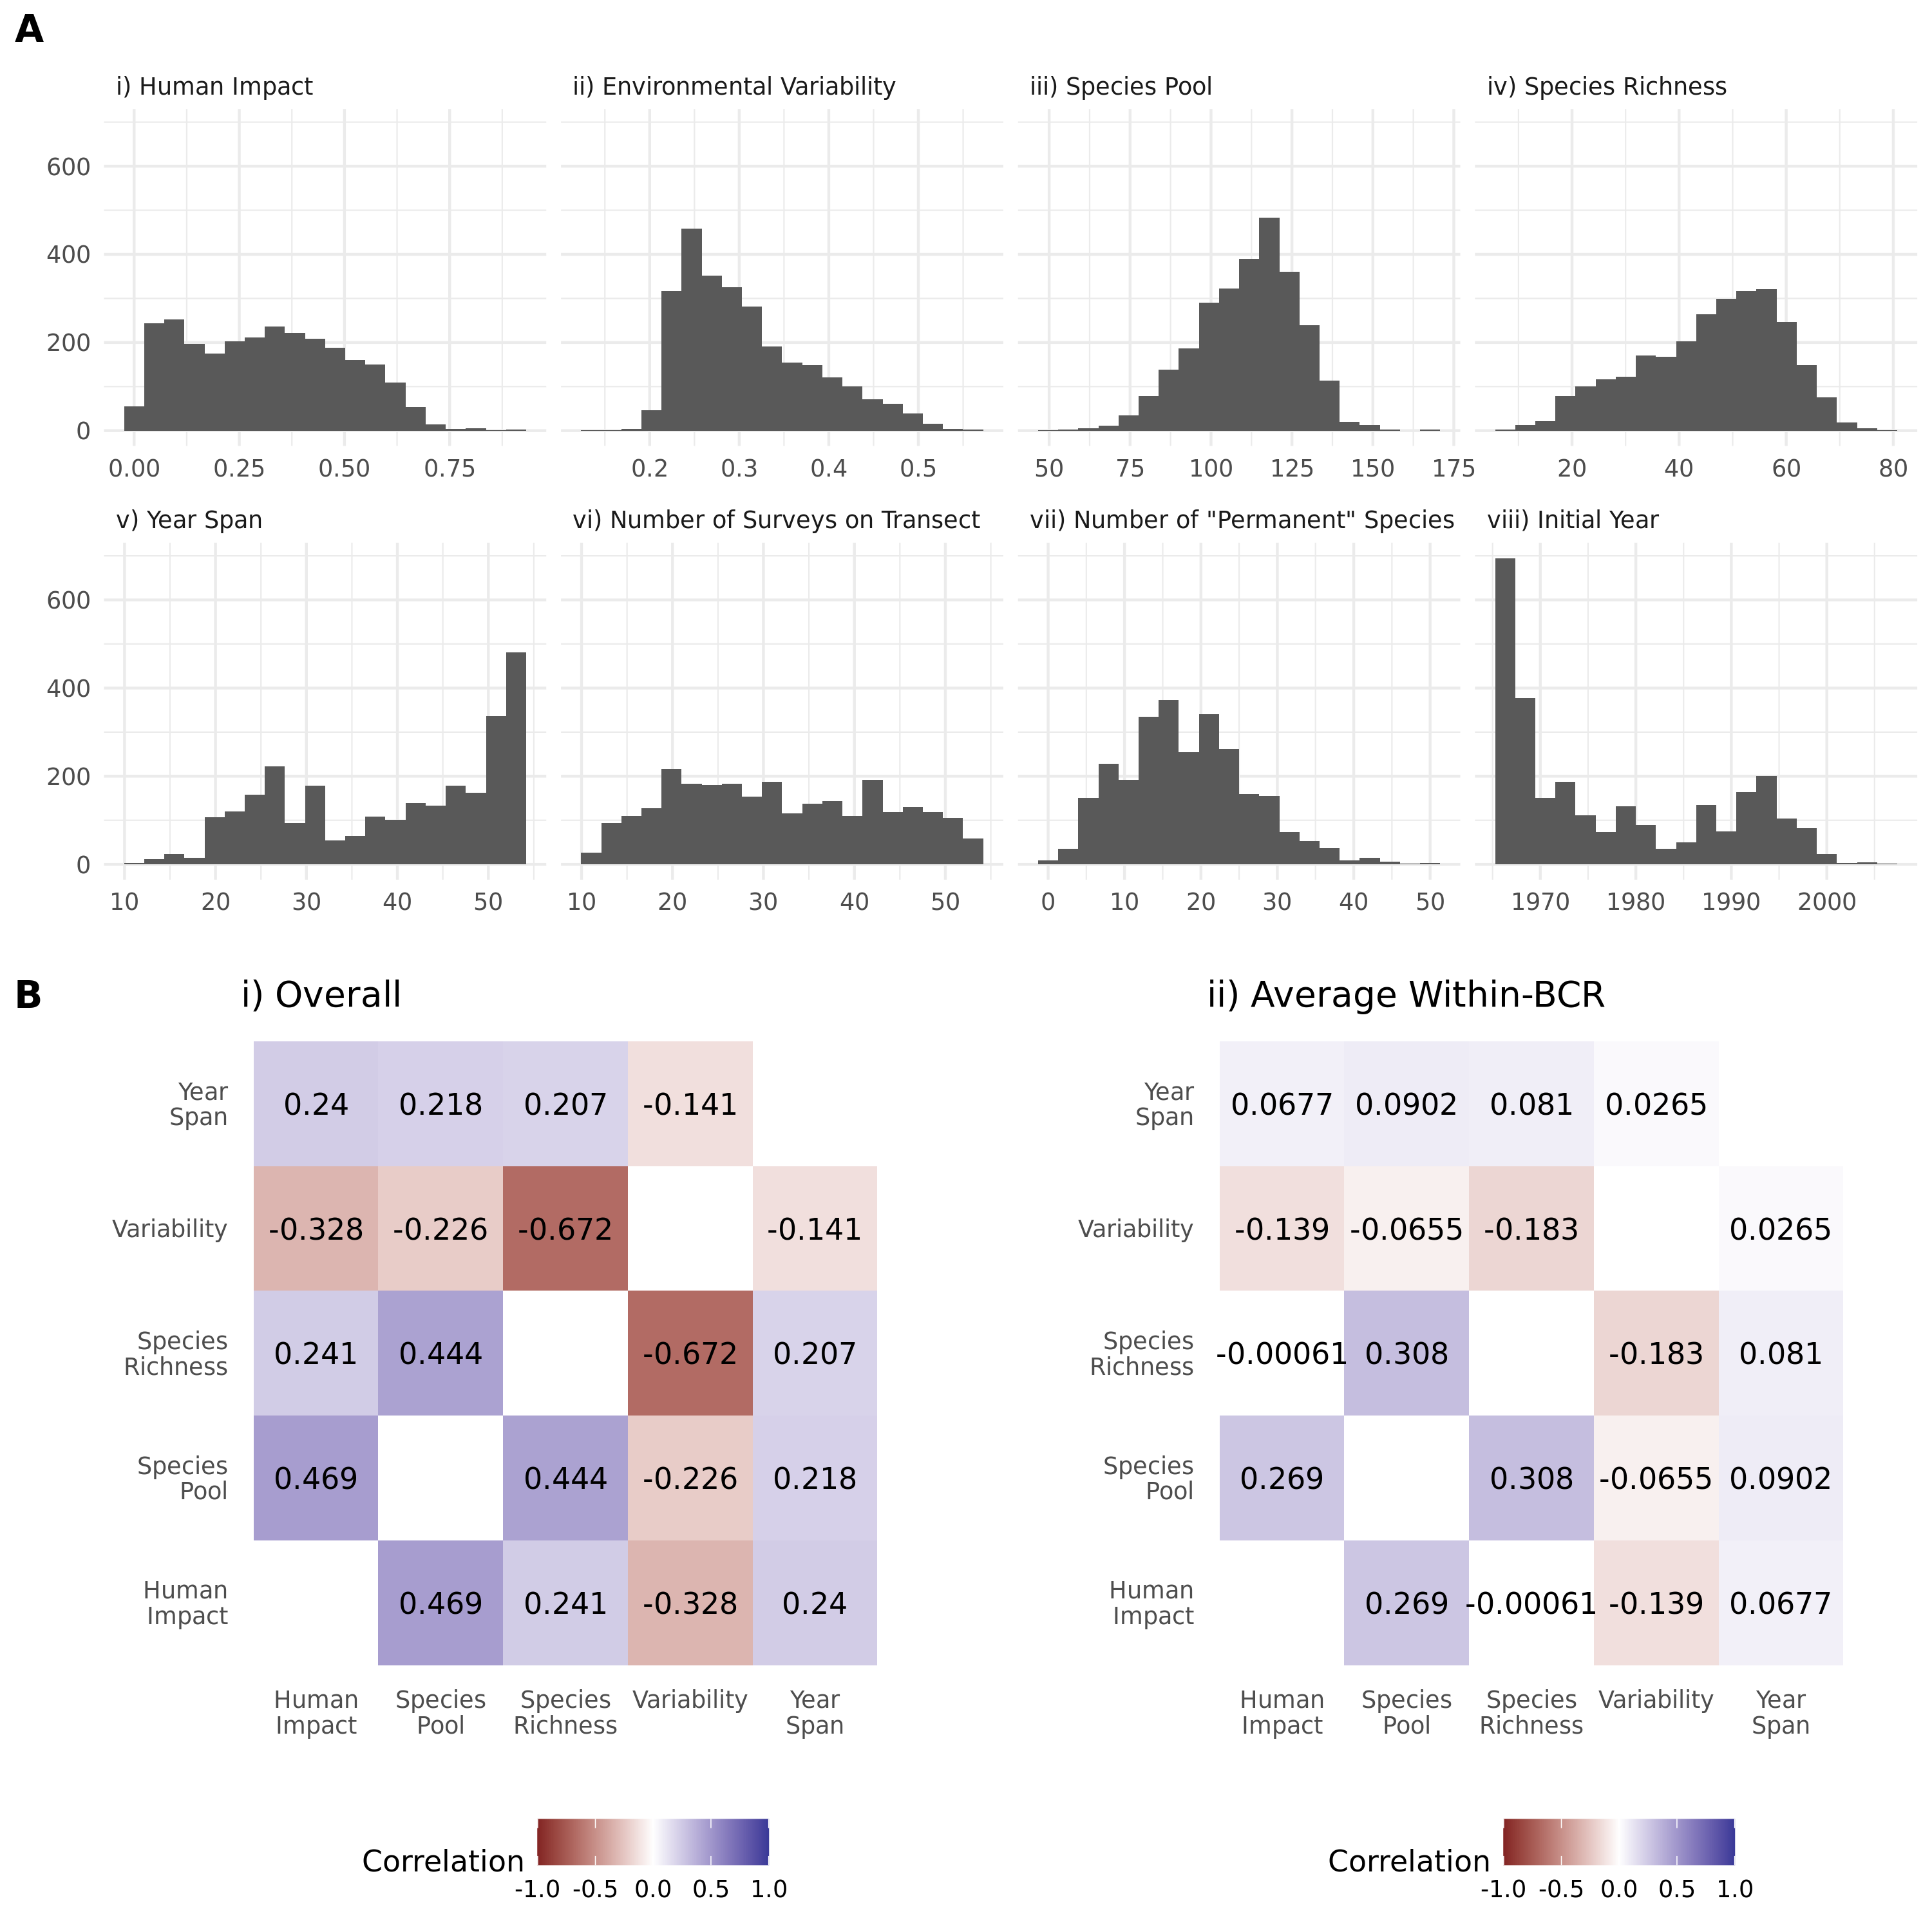 A
i) Human Impact
ii) Environmental Variability
iii) Species Pool
iv) Species Richness
600
400
200
0
0.00 0.25 0.50 0.75
0.2 0.3 0.4 0.5
50 75 100 125 150 175
20 40 60 80
v) Year Span
vi) Number of Surveys on Transect
vii) Number of "Permanent" Species
viii) Initial Year
600
400
200
0
10 20 30 40 50
10 20 30 40 50
0 10 20 30 40 50
1970 1980 1990 2000
B
i) Overall
Year
Span
0.24 0.218 0.207 -0.141
Variability
-0.328 -0.226 -0.672 -0.141
Species
Richness
0.241 0.444 -0.672 0.207
Species
Pool
0.469 0.444 -0.226 0.218
Human
Impact
0.469 0.241 -0.328 0.24
Human
Impact
Species
Pool
Species
Richness
Variability
Year
Span
Correlation
-1.0 -0.5 0.0 0.5 1.0
ii) Average Within-BCR
Year
Span
0.0677 0.0902 0.081 0.0265
Variability
-0.139 -0.0655 -0.183 0.0265
Species
Richness
-0.00061 0.308 -0.183 0.081
Species
Pool
0.269 0.308 -0.0655 0.0902
Human
Impact
0.269 -0.00061 -0.139 0.0677
Human
Impact
Species
Pool
Species
Richness
Variability
Year
Span
Correlation
-1.0 -0.5 0.0 0.5 1.0